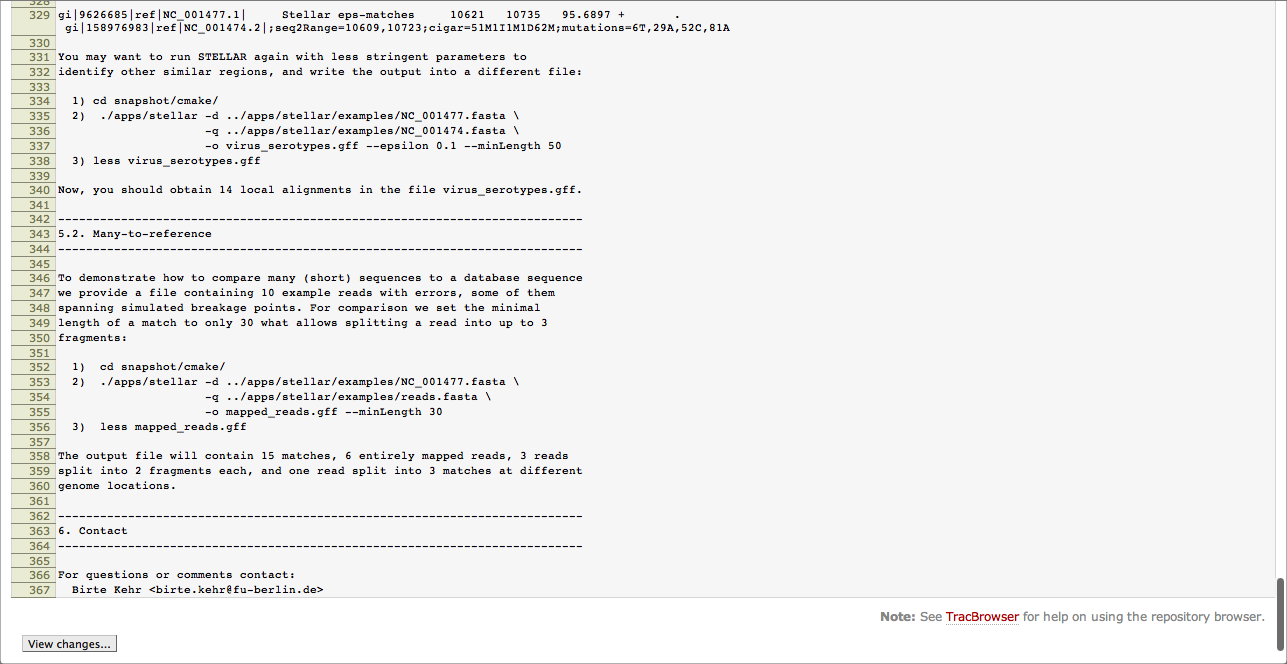 328
329 gi|9626685|ref|NC_001477.1|     Stellar eps-matches     10621   10735   95.6897 +       .
gi|158976983|ref|NC_001474.2|;seq2Range=10609,10723;cigar=51M1I1M1D62M;mutations=6T,29A,52C,81A
330
331 You may want to run STELLAR again with less stringent parameters to
332 identify other similar regions, and write the output into a different file:
333
334   1) cd snapshot/cmake/
335   2)  ./apps/stellar -d ../apps/stellar/examples/NC_001477.fasta \
336                      -q ../apps/stellar/examples/NC_001474.fasta \
337                      -o virus_serotypes.gff --epsilon 0.1 --minLength 50
338   3) less virus_serotypes.gff
339
340 Now, you should obtain 14 local alignments in the file virus_serotypes.gff.
341
342 ---------------------------------------------------------------------------
343 5.2. Many-to-reference
344 ---------------------------------------------------------------------------
345
346 To demonstrate how to compare many (short) sequences to a database sequence
347 we provide a file containing 10 example reads with errors, some of them
348 spanning simulated breakage points. For comparison we set the minimal
349 length of a match to only 30 what allows splitting a read into up to 3
350 fragments:
351
352   1)  cd snapshot/cmake/
353   2)  ./apps/stellar -d ../apps/stellar/examples/NC_001477.fasta \
354                      -q ../apps/stellar/examples/reads.fasta \
355                      -o mapped_reads.gff --minLength 30
356   3)  less mapped_reads.gff
357
358 The output file will contain 15 matches, 6 entirely mapped reads, 3 reads
359 split into 2 fragments each, and one read split into 3 matches at different
360 genome locations.
361
362 ---------------------------------------------------------------------------
363 6. Contact
364 ---------------------------------------------------------------------------
365
366 For questions or comments contact:
367   Birte Kehr <birte.kehr@fu-berlin.de>
Note: See TracBrowser for help on using the repository browser.
View changes...